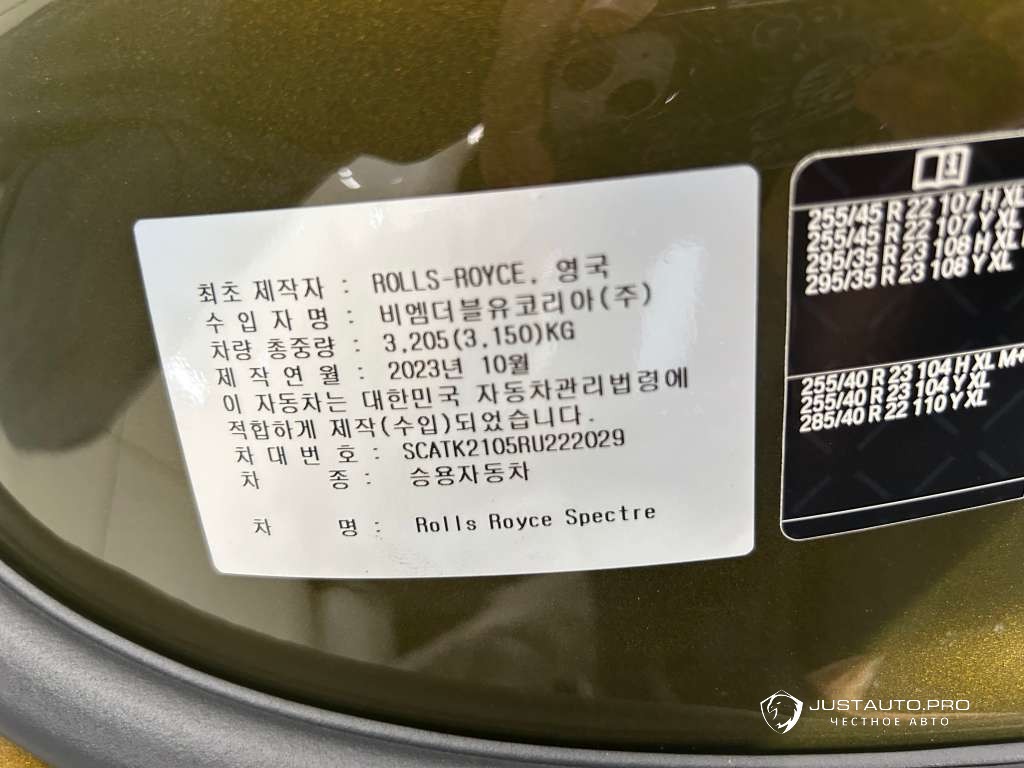 최초 제작자 : ROLLS-ROYCE, 영국
수 입 자 명 : 비엠더블유코리아(주)
차량 총중량 : 3,205(3,150)KG
제 작 연 월 : 2023년 10월
이 자동차는 대한민국 자동차관리법령에
적합하게 제작(수입)되었습니다.
차 대 번 호 : SCATK2105RU222029
차 종 : 승용자동차
차 명 : Rolls Royce Spectre
255/45 R 22 107 H XL
255/45 R 22 107 Y XL
295/35 R 23 108 H XL
295/35 R 23 108 Y XL
255/40 R 23 104 H XL M+
255/40 R 23 104 Y XL
285/40 R 22 110 Y XL
JUSTAUTO.PRO
ЧЕСТНОЕ АВТО